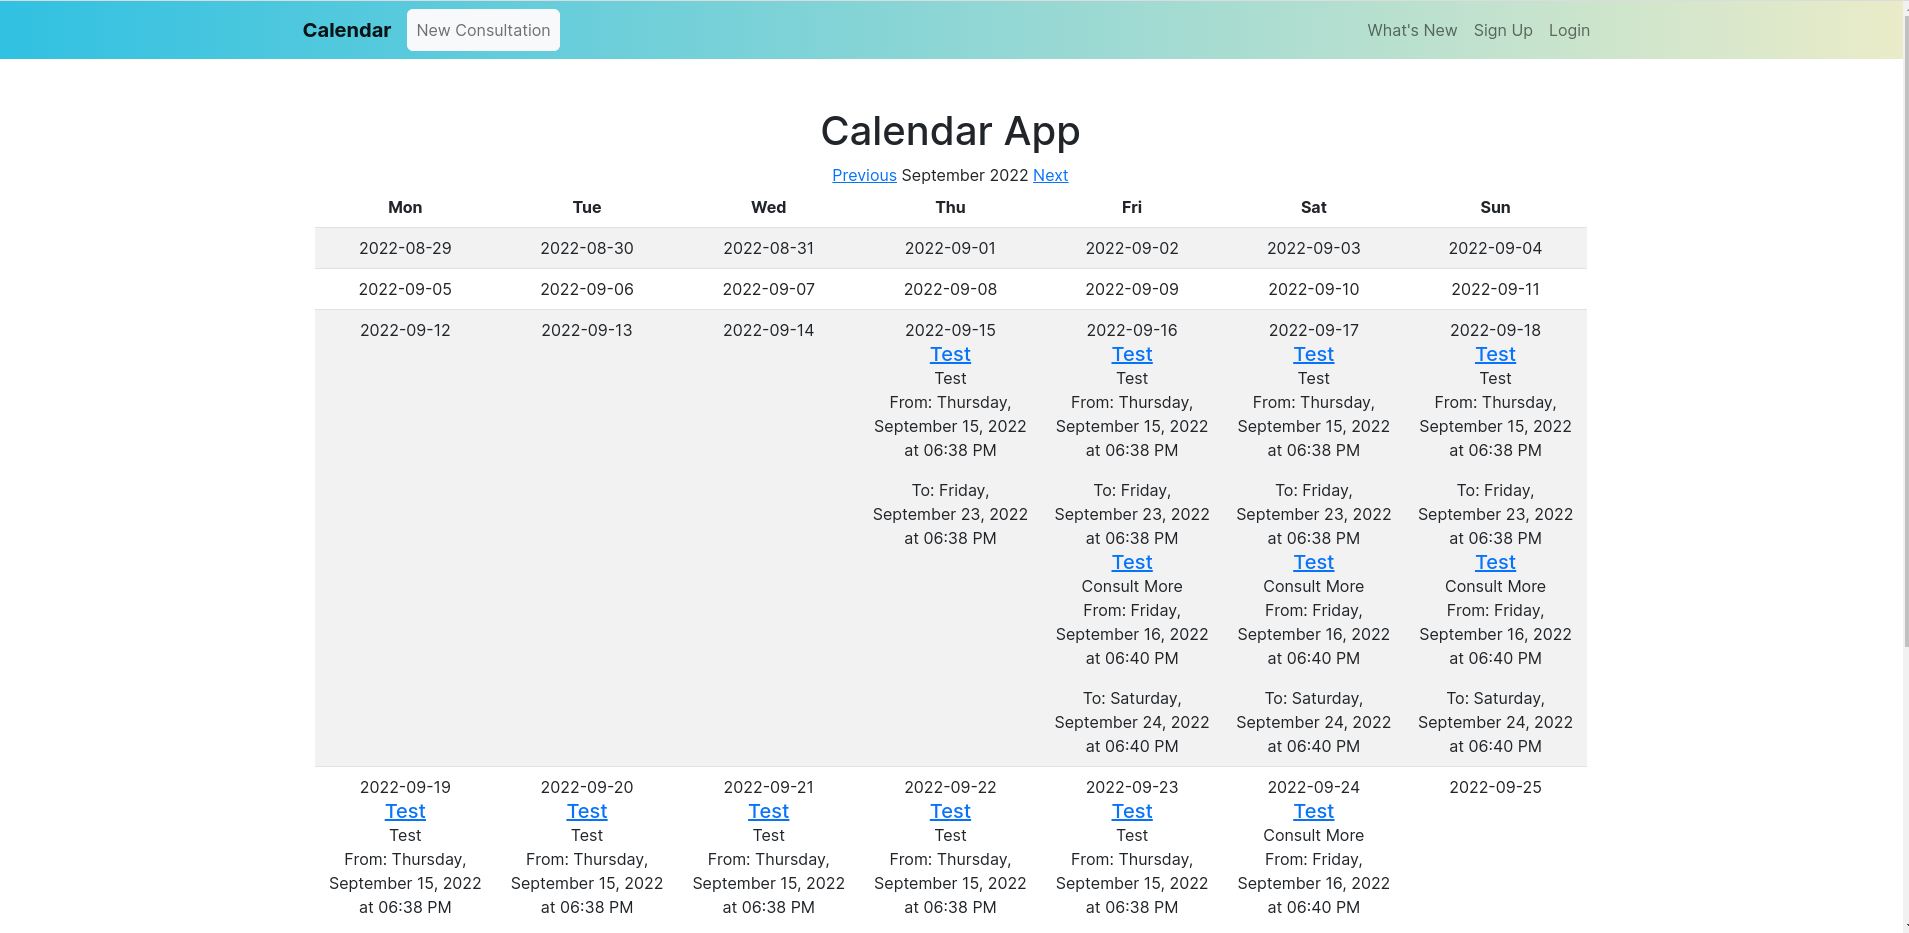 Calendar New Consultation What's New Sign Up Login
Calendar App
Previous September 2022 Next
Mon Tue Wed Thu Fri Sat Sun
2022-08-29 2022-08-30 2022-08-31 2022-09-01 2022-09-02 2022-09-03 2022-09-04
2022-09-05 2022-09-06 2022-09-07 2022-09-08 2022-09-09 2022-09-10 2022-09-11
2022-09-12 2022-09-13 2022-09-14 2022-09-15 2022-09-16 2022-09-17 2022-09-18
Test Test Test Test
Test Test Test Test
From: Thursday, From: Thursday, From: Thursday, From: Thursday,
September 15, 2022 September 15, 2022 September 15, 2022 September 15, 2022
at 06:38 PM at 06:38 PM at 06:38 PM at 06:38 PM
To: Friday, To: Friday, To: Friday, To: Friday,
September 23, 2022 September 23, 2022 September 23, 2022 September 23, 2022
at 06:38 PM at 06:38 PM at 06:38 PM at 06:38 PM
Test Test Test
Consult More Consult More Consult More
From: Friday, From: Friday, From: Friday,
September 16, 2022 September 16, 2022 September 16, 2022
at 06:40 PM at 06:40 PM at 06:40 PM
To: Saturday, To: Saturday, To: Saturday,
September 24, 2022 September 24, 2022 September 24, 2022
at 06:40 PM at 06:40 PM at 06:40 PM
2022-09-19 2022-09-20 2022-09-21 2022-09-22 2022-09-23 2022-09-24 2022-09-25
Test Test Test Test Test Test
Test Test Test Test Test Consult More
From: Thursday, From: Thursday, From: Thursday, From: Thursday, From: Thursday, From: Friday,
September 15, 2022 September 15, 2022 September 15, 2022 September 15, 2022 September 15, 2022 September 16, 2022
at 06:38 PM at 06:38 PM at 06:38 PM at 06:38 PM at 06:38 PM at 06:40 PM